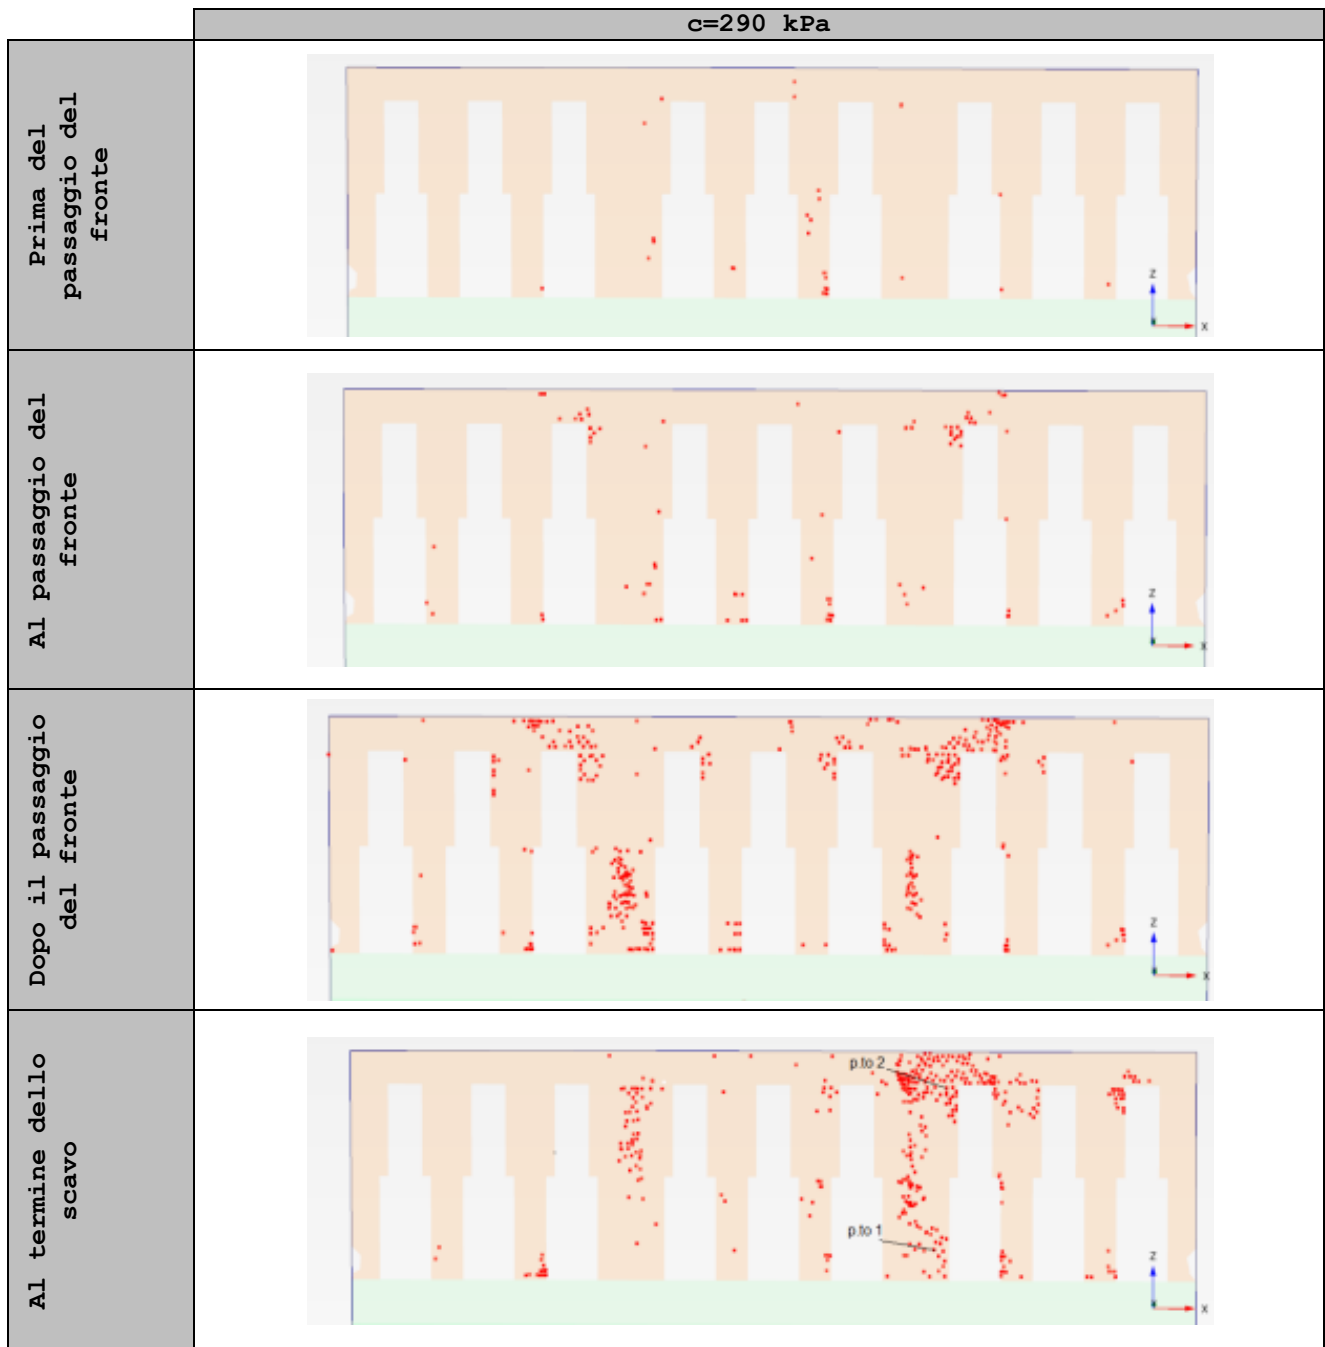 c=290 kPa
Prima del
passaggio del
fronte
z
x
Al passaggio del
fronte
z
x
Dopo il passaggio
del fronte
z
x
Al termine dello
scavo
p.to 2
p.to 1
z
x